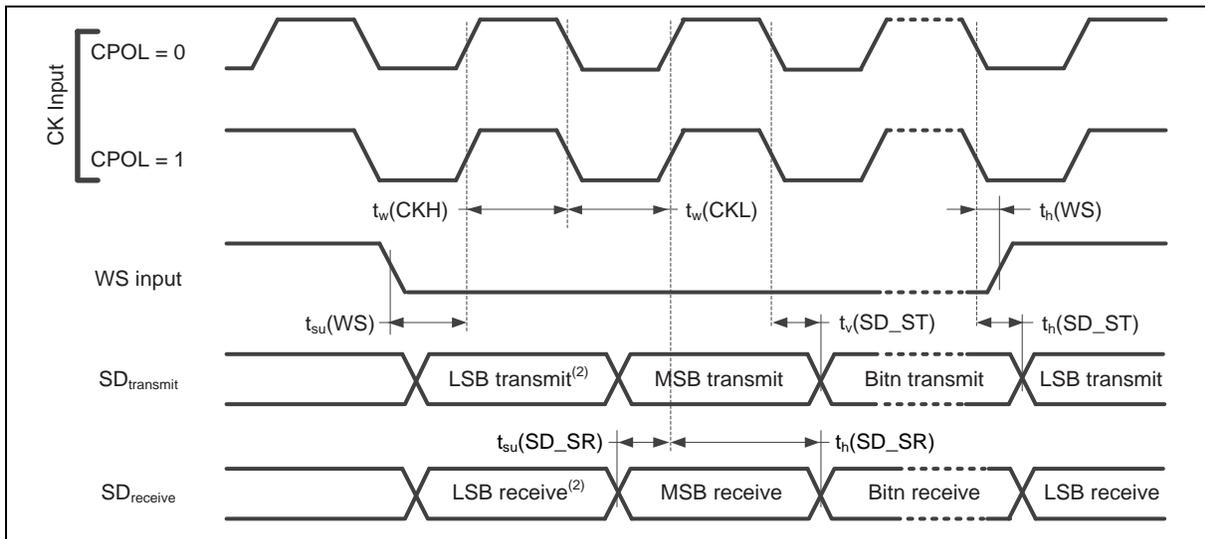 CK Input
CPOL = 0
CPOL = 1
tw(CKH)
tw(CKL)
th(WS)
WS input
tsu(WS)
tv(SD_ST)
th(SD_ST)
SDtransmit
LSB transmit(2)
MSB transmit
Bitn transmit
LSB transmit
tsu(SD_SR)
th(SD_SR)
SDreceive
LSB receive(2)
MSB receive
Bitn receive
LSB receive